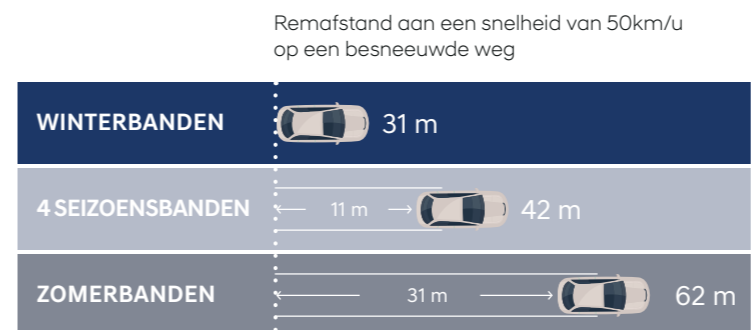 Remafstand aan een snelheid van 50km/u
op een besneeuwde weg
WINTERBANDEN 31 m
4 SEIZOENSBANDEN 11 m 42 m
ZOMERBANDEN 31 m 62 m